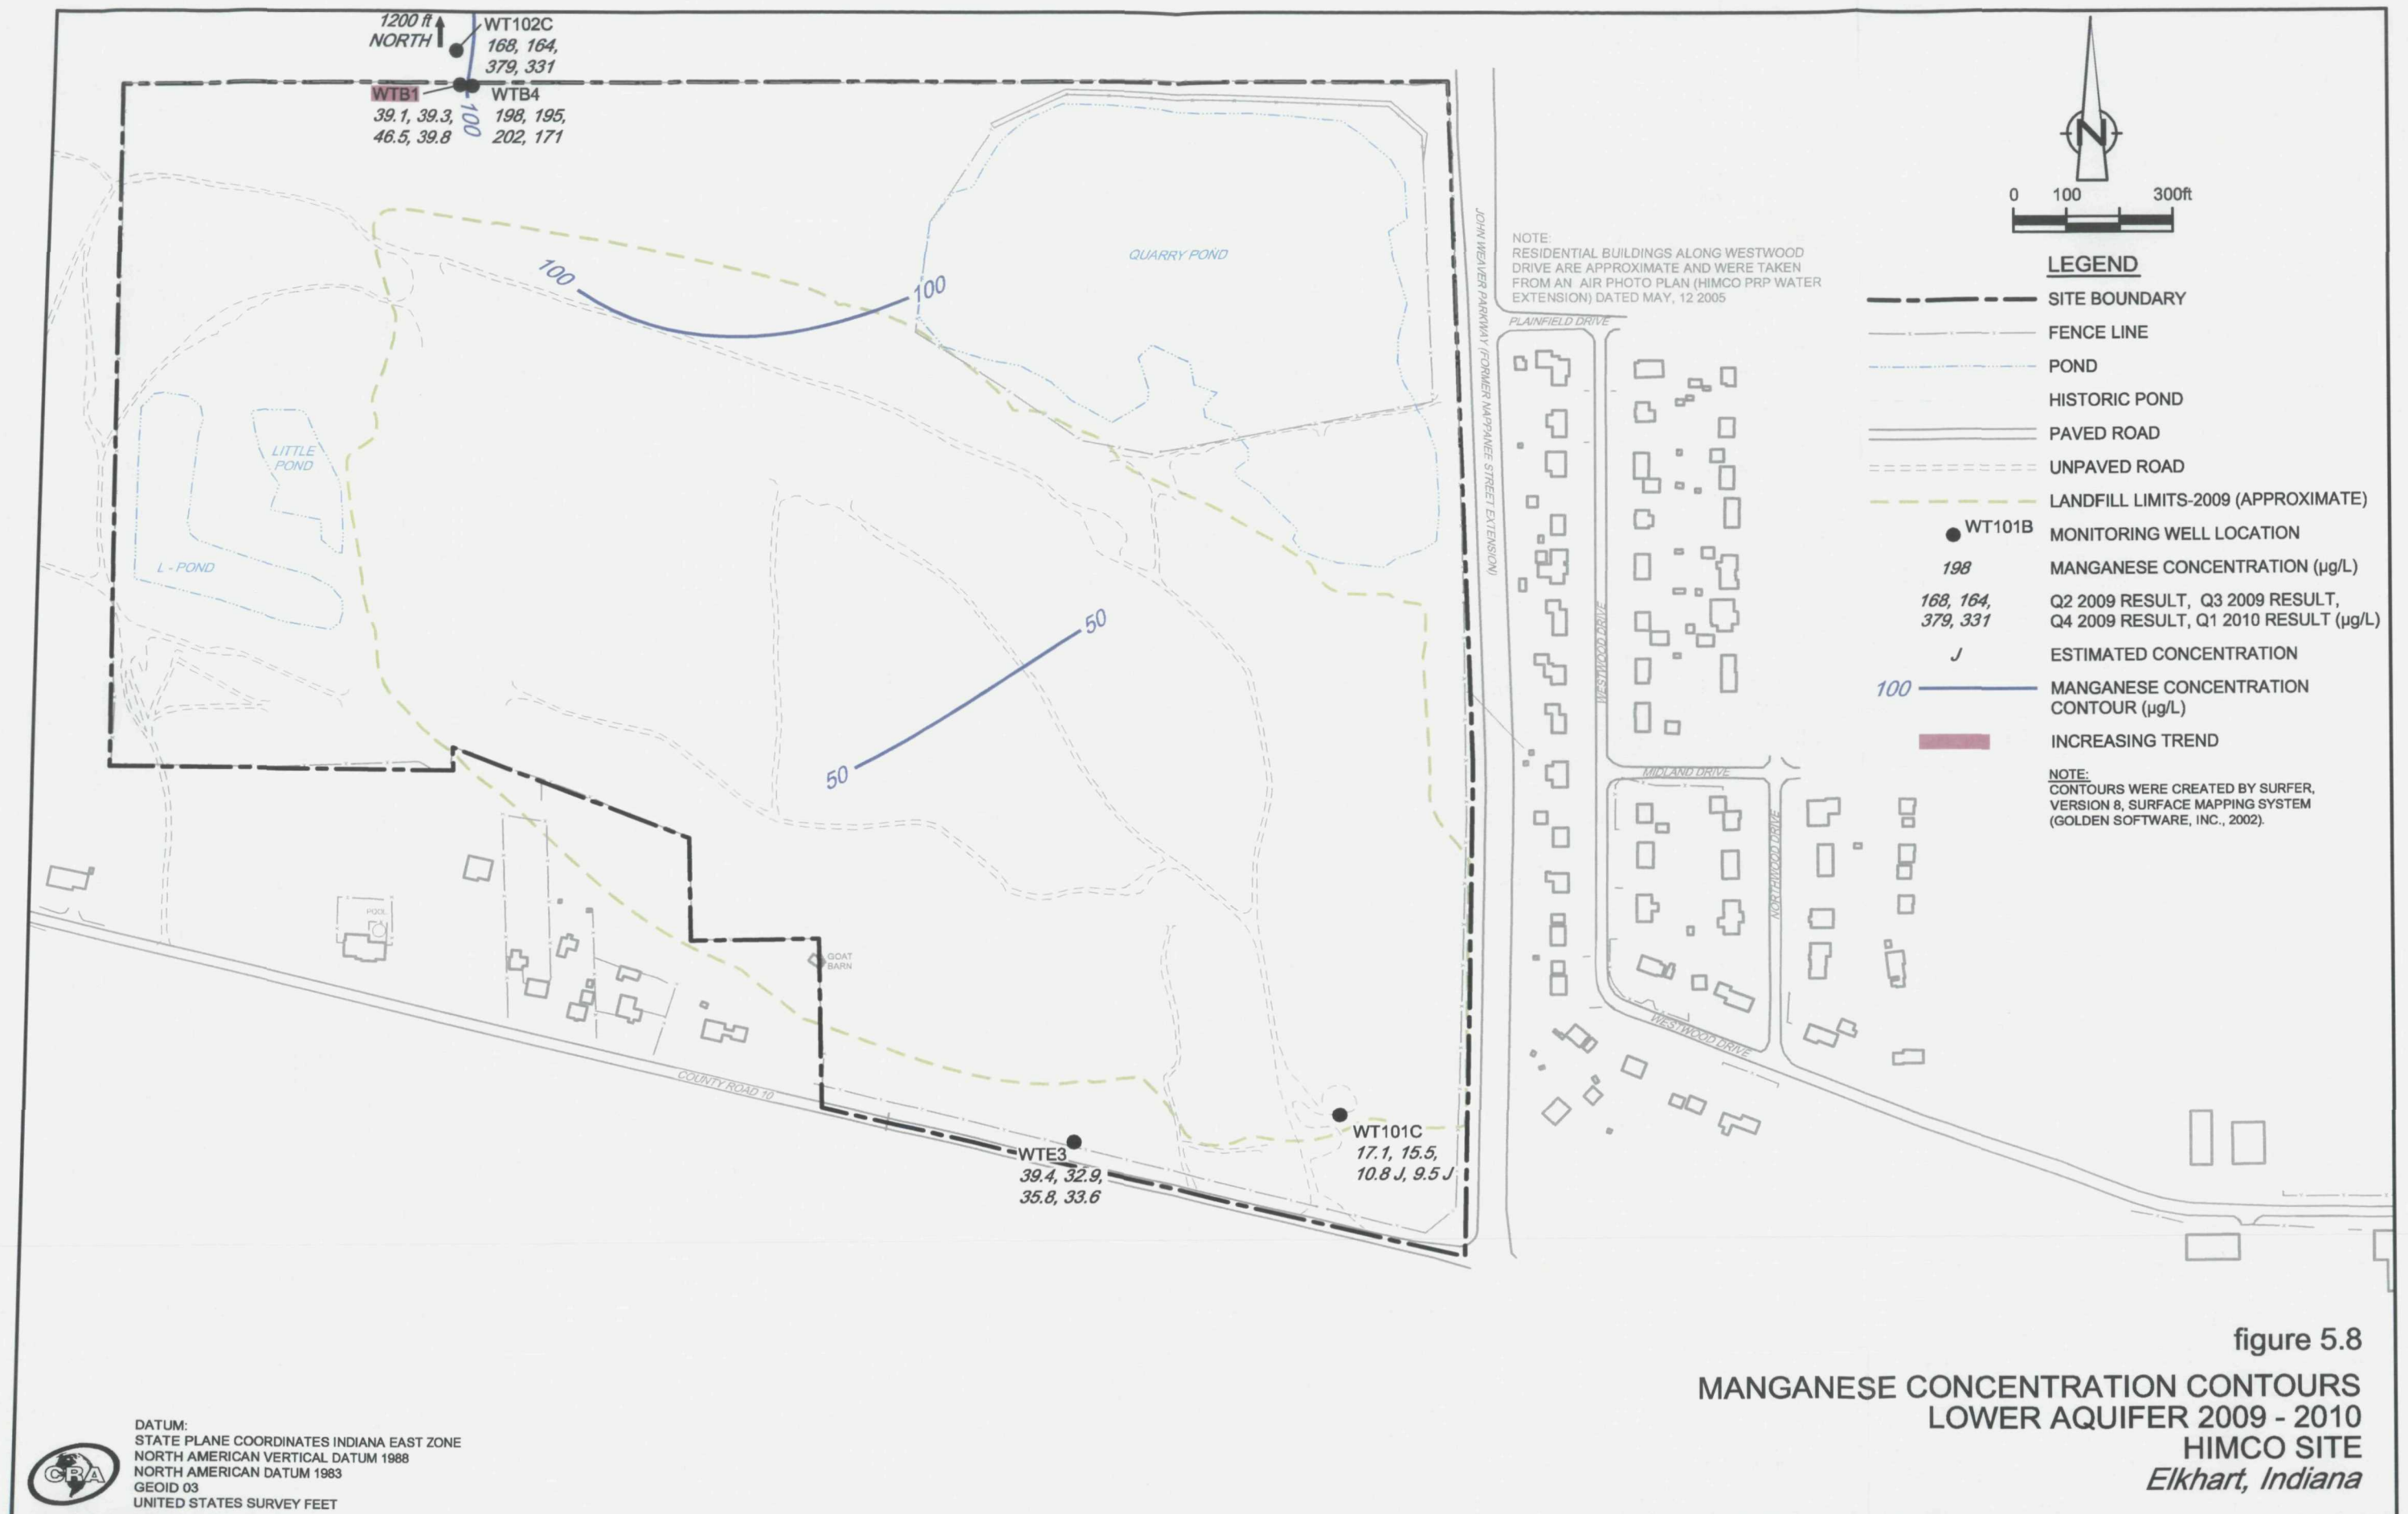 1200 ft
NORTH
WT102C
168, 164,
379, 331
WTB1
39.1, 39.3,
46.5, 39.8
100
WTB4
198, 195,
202, 171
100
100
QUARRY POND
LITTLE
POND
L - POND
50
50
JOHN WEAVER PARKWAY (FORMER NAPPANEE STREET EXTENSION)
NOTE:
RESIDENTIAL BUILDINGS ALONG WESTWOOD
DRIVE ARE APPROXIMATE AND WERE TAKEN
FROM AN AIR PHOTO PLAN (HIMCO PRP WATER
EXTENSION) DATED MAY, 12 2005
PLAINFIELD DRIVE
WESTWOOD DRIVE
MIDLAND DRIVE
NORTHWOOD DRIVE
WESTWOOD DRIVE
POOL
GOAT
BARN
COUNTY ROAD 10
WTE3
39.4, 32.9,
35.8, 33.6
WT101C
17.1, 15.5,
10.8 J, 9.5 J
N
0 100 300ft
LEGEND
SITE BOUNDARY
FENCE LINE
POND
HISTORIC POND
PAVED ROAD
UNPAVED ROAD
LANDFILL LIMITS-2009 (APPROXIMATE)
WT101B MONITORING WELL LOCATION
198 MANGANESE CONCENTRATION (µg/L)
168, 164, Q2 2009 RESULT, Q3 2009 RESULT,
379, 331 Q4 2009 RESULT, Q1 2010 RESULT (µg/L)
J ESTIMATED CONCENTRATION
100 MANGANESE CONCENTRATION
CONTOUR (µg/L)
INCREASING TREND
NOTE:
CONTOURS WERE CREATED BY SURFER,
VERSION 8, SURFACE MAPPING SYSTEM
(GOLDEN SOFTWARE, INC., 2002).
figure 5.8
MANGANESE CONCENTRATION CONTOURS
LOWER AQUIFER 2009 - 2010
HIMCO SITE
Elkhart, Indiana
CRA
DATUM:
STATE PLANE COORDINATES INDIANA EAST ZONE
NORTH AMERICAN VERTICAL DATUM 1988
NORTH AMERICAN DATUM 1983
GEOID 03
UNITED STATES SURVEY FEET